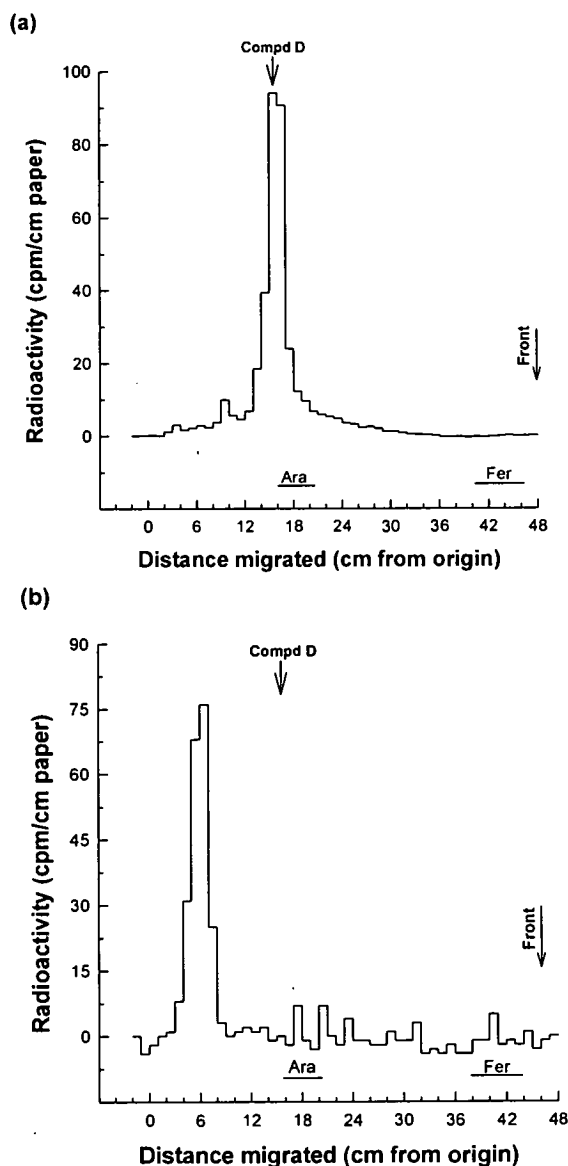 (a)
Compd D
100
80
60
40
20
0
Radioactivity (cpm/cm paper)
Front
Ara
Fer
0 6 12 18 24 30 36 42 48
Distance migrated (cm from origin)
(b)
Compd D
90
75
60
45
30
15
0
Radioactivity (cpm/cm paper)
Front
Ara
Fer
0 6 12 18 24 30 36 42 48
Distance migrated (cm from origin)